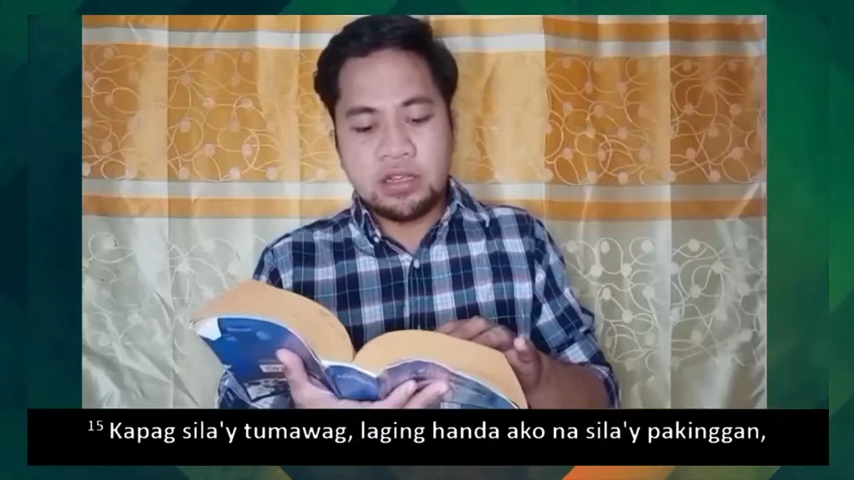 ¹⁵ Kapag sila'y tumawag, laging handa ako na sila'y pakinggan,